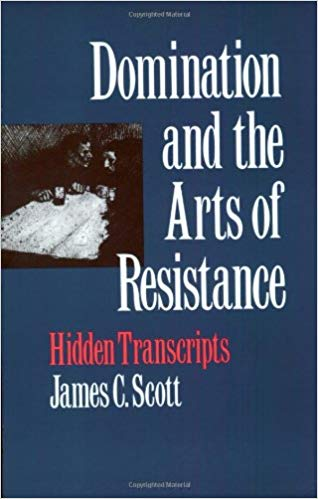 Domination
and the
Arts of
Resistance
Hidden Transcripts
James C. Scott